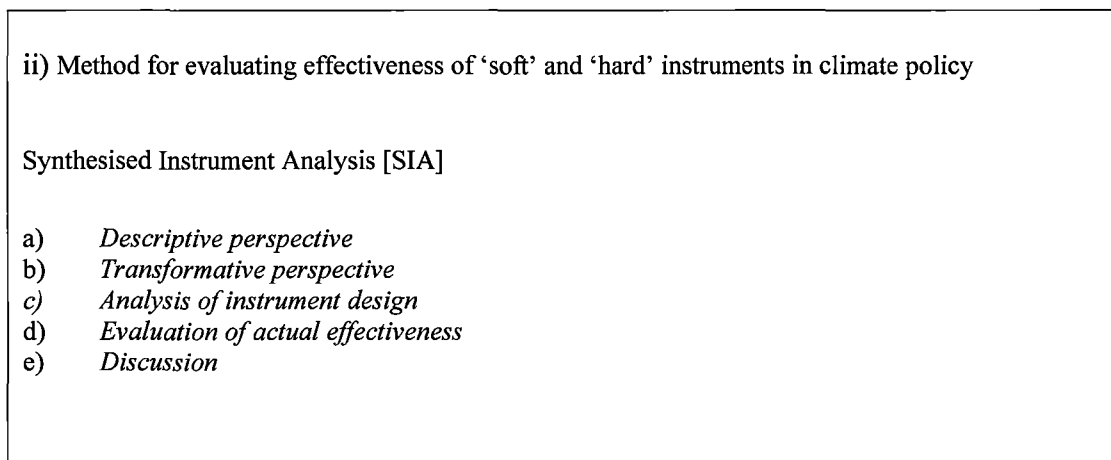 ii) Method for evaluating effectiveness of ‘soft’ and ‘hard’ instruments in climate policy
Synthesised Instrument Analysis [SIA]
a) Descriptive perspective
b) Transformative perspective
c) Analysis of instrument design
d) Evaluation of actual effectiveness
e) Discussion